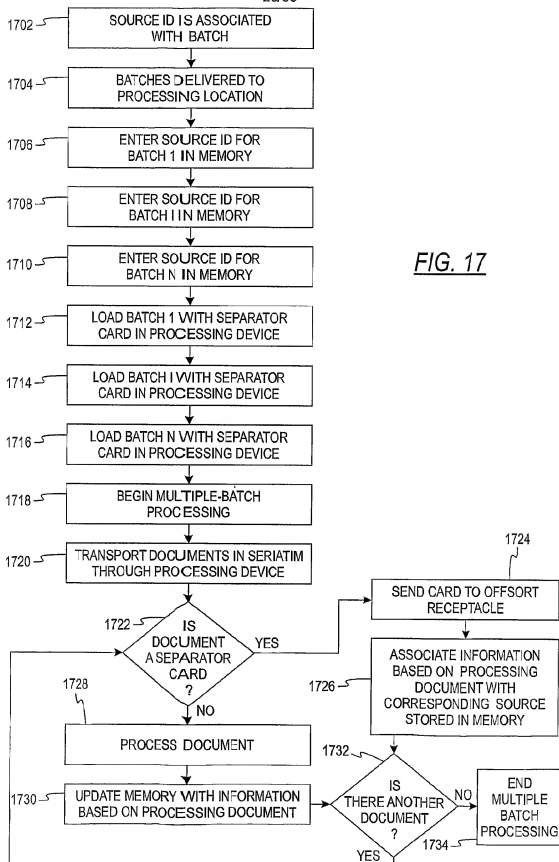 1702
SOURCE ID IS ASSOCIATED
WITH BATCH
1704
BATCHES DELIVERED TO
PROCESSING LOCATION
1706
ENTER SOURCE ID FOR
BATCH 1 IN MEMORY
1708
ENTER SOURCE ID FOR
BATCH I IN MEMORY
1710
ENTER SOURCE ID FOR
BATCH N IN MEMORY
FIG. 17
1712
LOAD BATCH 1 WITH SEPARATOR
CARD IN PROCESSING DEVICE
1714
LOAD BATCH I WITH SEPARATOR
CARD IN PROCESSING DEVICE
1716
LOAD BATCH N WITH SEPARATOR
CARD IN PROCESSING DEVICE
1718
BEGIN MULTIPLE-BATCH
PROCESSING
1720
TRANSPORT DOCUMENTS IN SERIATIM
THROUGH PROCESSING DEVICE
1722
IS
DOCUMENT
A SEPARATOR
CARD
?
YES
NO
1724
SEND CARD TO OFFSORT
RECEPTACLE
1726
ASSOCIATE INFORMATION
BASED ON PROCESSING
DOCUMENT WITH
CORRESPONDING SOURCE
STORED IN MEMORY
1728
PROCESS DOCUMENT
1730
UPDATE MEMORY WITH INFORMATION
BASED ON PROCESSING DOCUMENT
1732
IS
THERE ANOTHER
DOCUMENT
?
NO
YES
END
MULTIPLE
BATCH
PROCESSING
1734